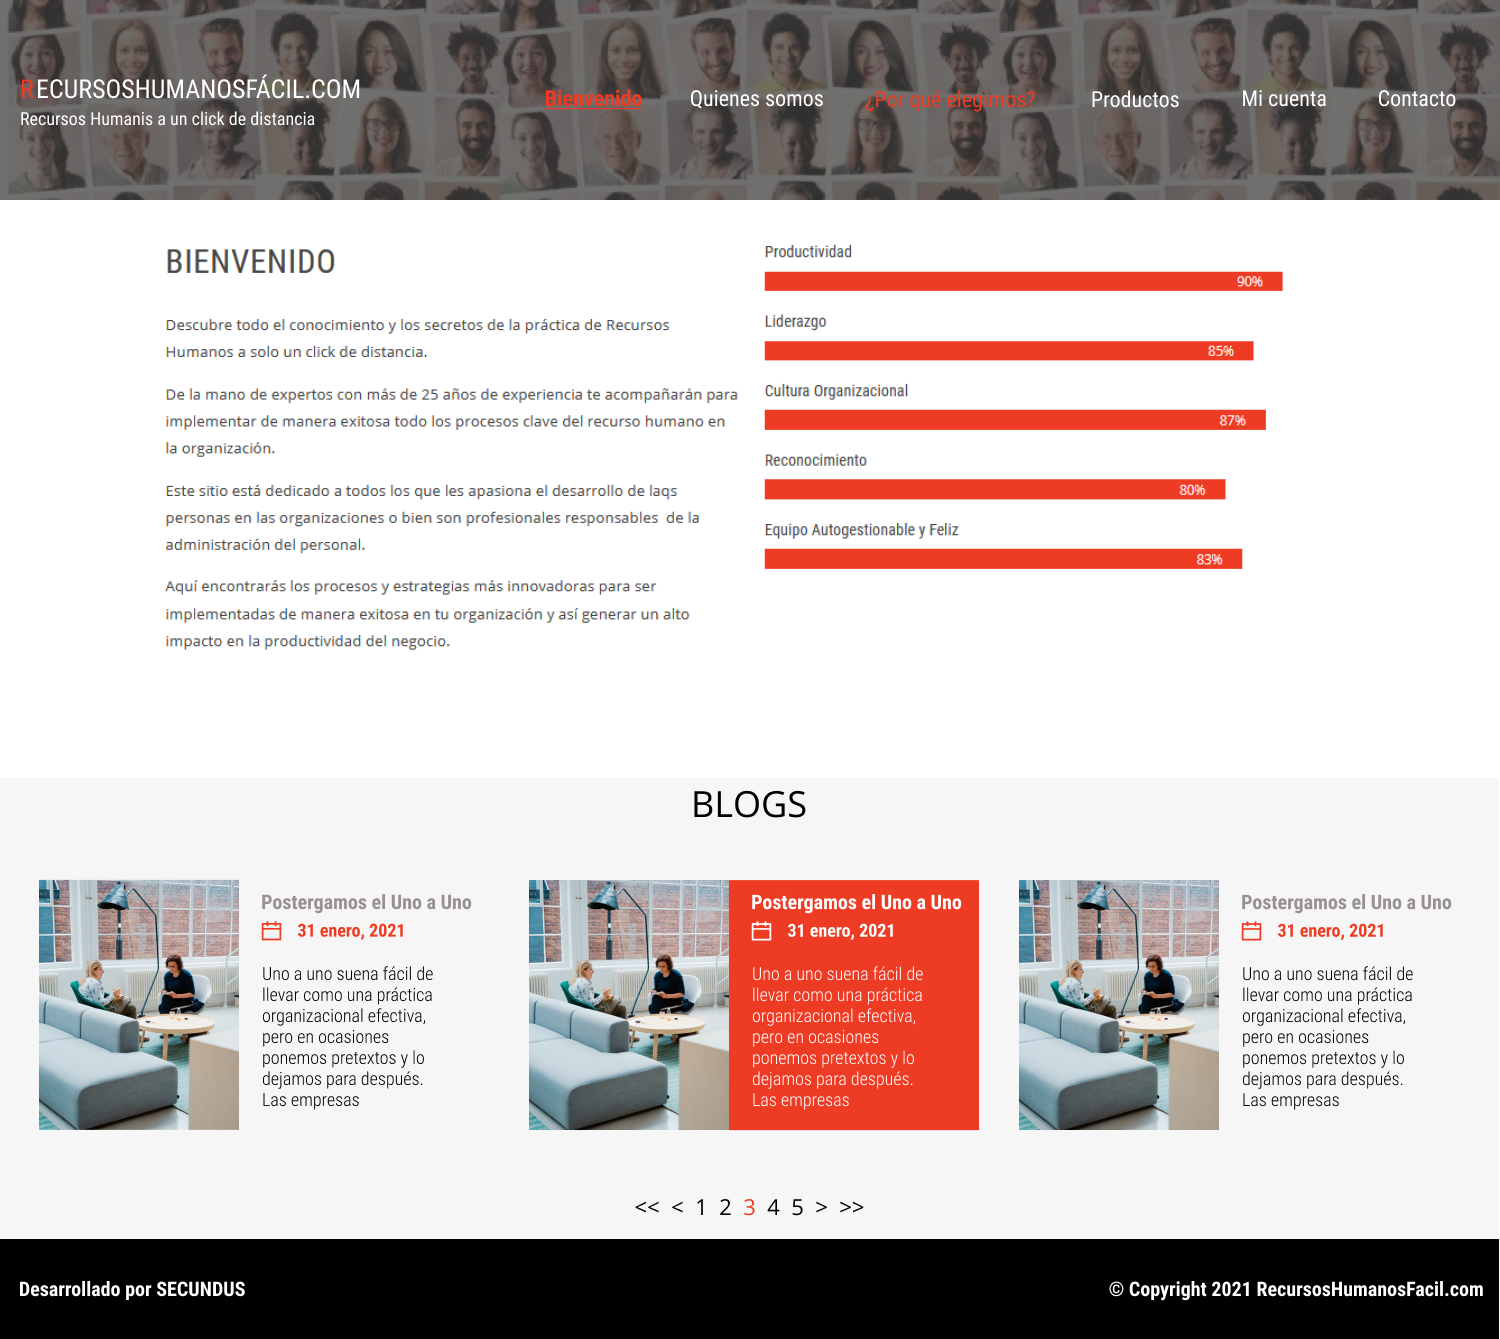 RECURSOSHUMANOSFÁCIL.COM
Recursos Humanis a un click de distancia
Bienvenido
Quienes somos
¿Por qué elegirnos?
Productos
Mi cuenta
Contacto
BIENVENIDO
Descubre todo el conocimiento y los secretos de la práctica de Recursos
Humanos a solo un click de distancia.
De la mano de expertos con más de 25 años de experiencia te acompañarán para
implementar de manera exitosa todo los procesos clave del recurso humano en
la organización.
Este sitio está dedicado a todos los que les apasiona el desarrollo de laqs
personas en las organizaciones o bien son profesionales responsables de la
administración del personal.
Aquí encontrarás los procesos y estrategias más innovadoras para ser
implementadas de manera exitosa en tu organización y así generar un alto
impacto en la productividad del negocio.
Productividad
90%
Liderazgo
85%
Cultura Organizacional
87%
Reconocimiento
80%
Equipo Autogestionable y Feliz
83%
BLOGS
Postergamos el Uno a Uno
31 enero, 2021
Uno a uno suena fácil de
llevar como una práctica
organizacional efectiva,
pero en ocasiones
ponemos pretextos y lo
dejamos para después.
Las empresas
Postergamos el Uno a Uno
31 enero, 2021
Uno a uno suena fácil de
llevar como una práctica
organizacional efectiva,
pero en ocasiones
ponemos pretextos y lo
dejamos para después.
Las empresas
Postergamos el Uno a Uno
31 enero, 2021
Uno a uno suena fácil de
llevar como una práctica
organizacional efectiva,
pero en ocasiones
ponemos pretextos y lo
dejamos para después.
Las empresas
<< < 1 2 3 4 5 > >>
Desarrollado por SECUNDUS
© Copyright 2021 RecursosHumanosFacil.com